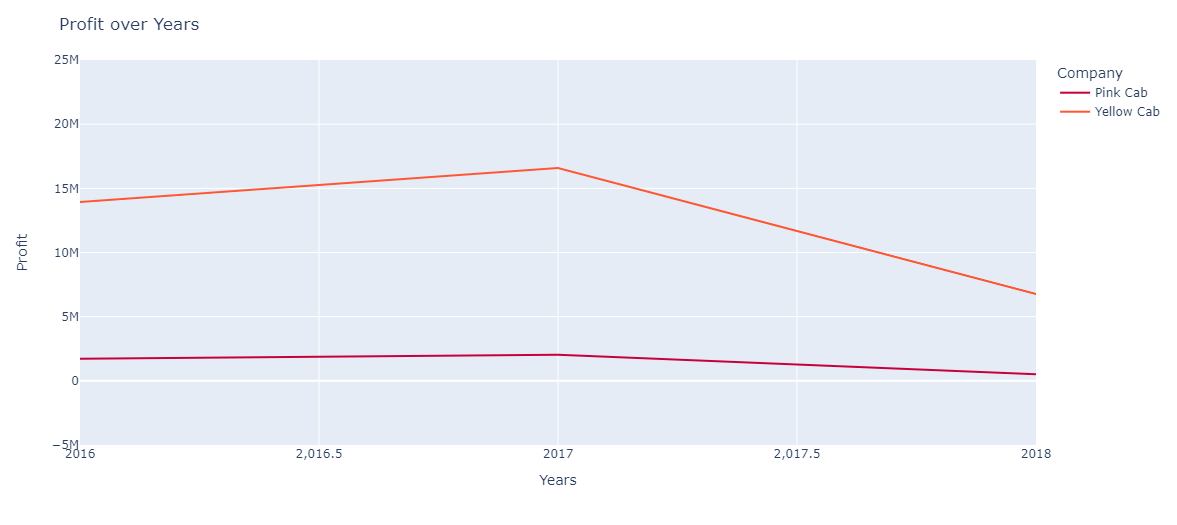 Profit over Years
25M
20M
15M
10M
5M
0
−5M
Profit
2016
2,016.5
2017
2,017.5
2018
Years
Company
Pink Cab
Yellow Cab